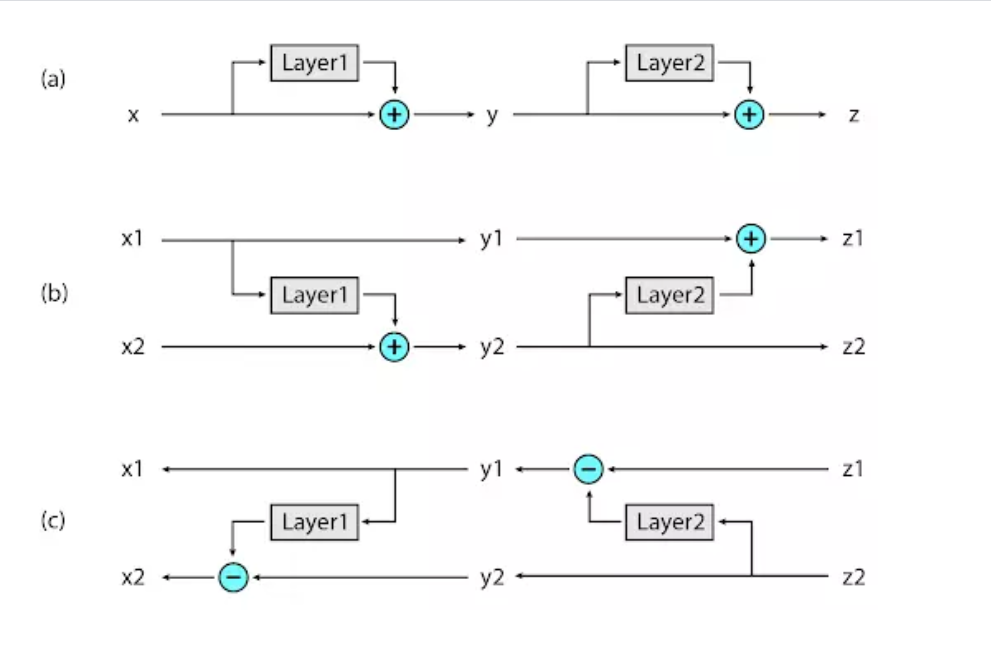 Layer1 Layer2
(a)
x + y + z
x1 y1 + z1
(b) Layer1 Layer2
x2 + y2 z2
x1 y1 − z1
(c) Layer1 Layer2
x2 − y2 z2